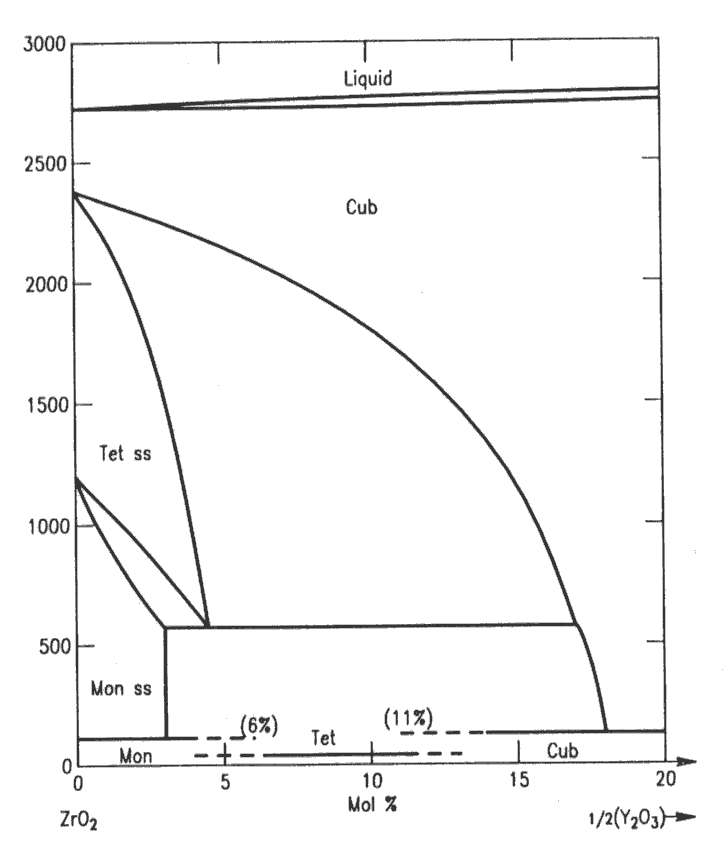 3000
Liquid
2500
Cub
2000
1500
Tet ss
1000
500
Mon ss
(6%)
(11%)
Tet
Mon
Cub
0
0 5 10 15 20
Mol %
ZrO₂
1/2(Y₂O₃)